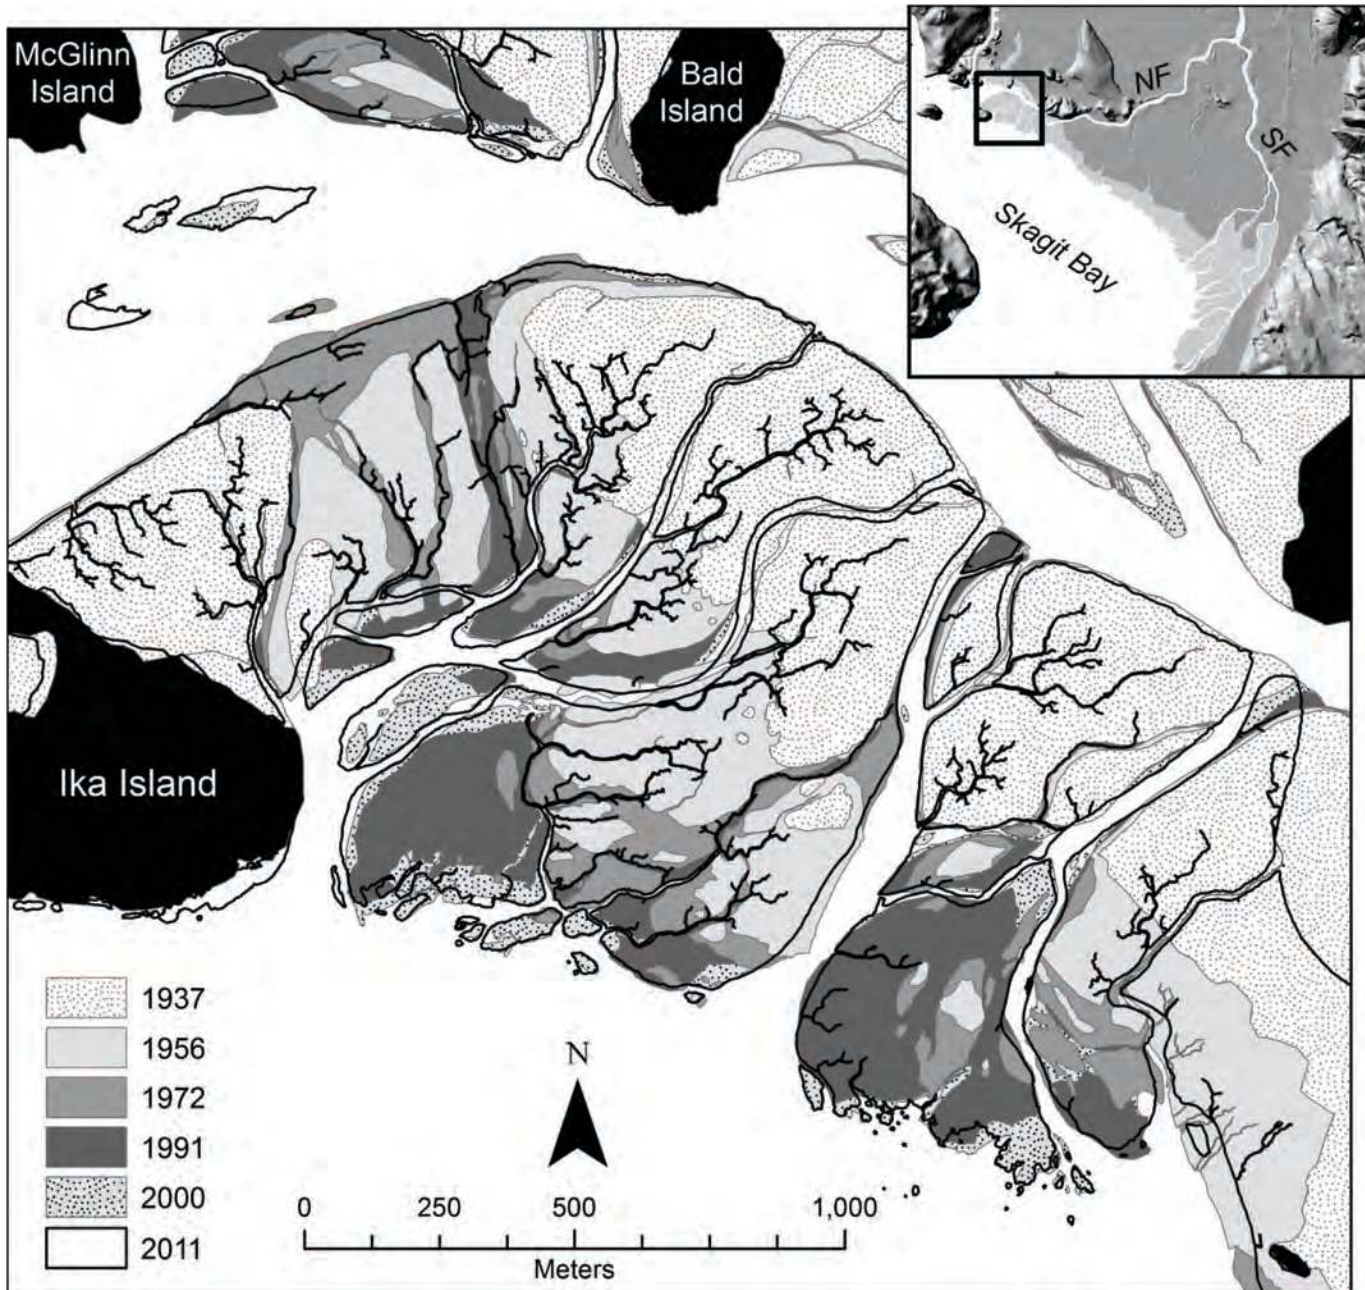 McGlinn
Island
Bald
Island
NF
SF
Skagit Bay
Ika Island
1937
1956
1972
1991
2000
2011
N
0 250 500 1,000
Meters